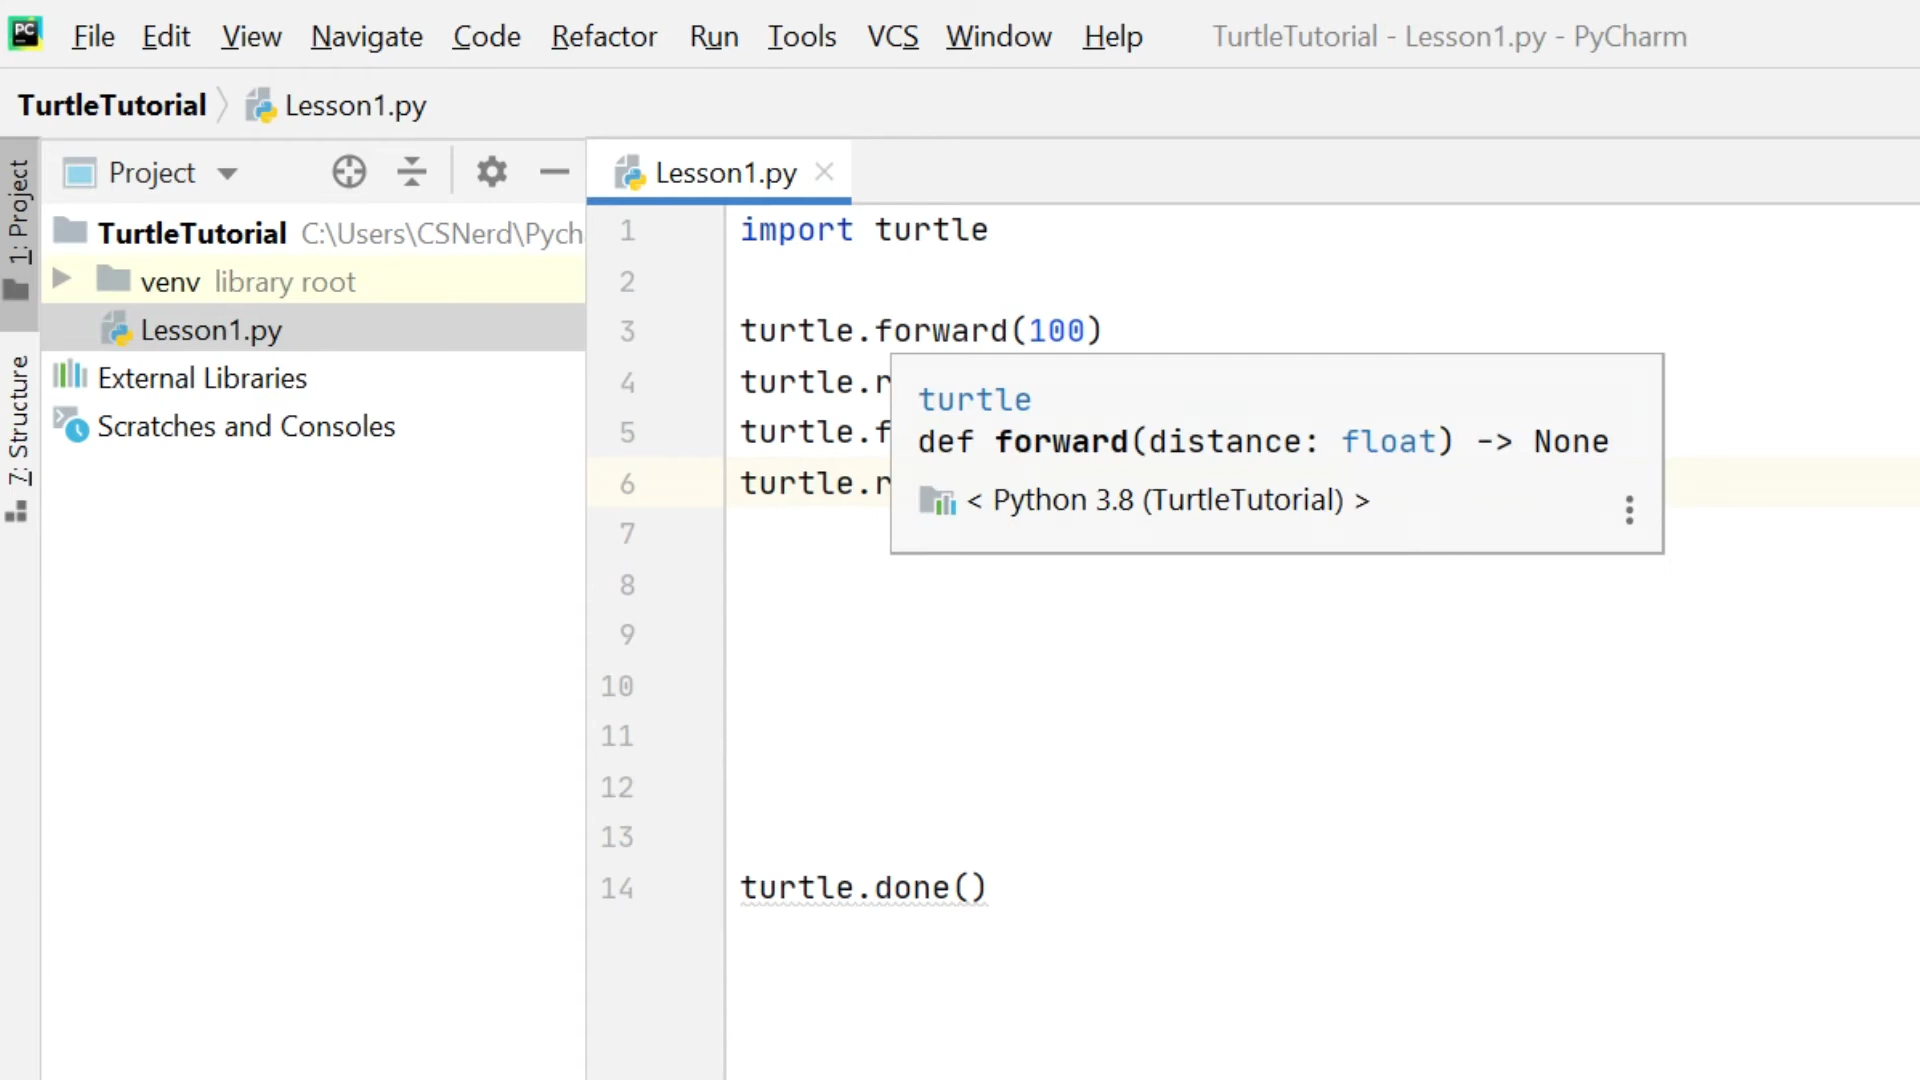 PC File Edit View Navigate Code Refactor Run Tools VCS Window Help TurtleTutorial - Lesson1.py - PyCharm
TurtleTutorial Lesson1.py
1: Project
7: Structure
Project
TurtleTutorial C:\Users\CSNerd\Pych
venv library root
Lesson1.py
External Libraries
Scratches and Consoles
Lesson1.py
1 import turtle
2
3 turtle.forward(100)
4 turtle.r
5 turtle.f
6 turtle.r
7
8
9
10
11
12
13
14 turtle.done()
turtle
def forward(distance: float) -> None
< Python 3.8 (TurtleTutorial) >